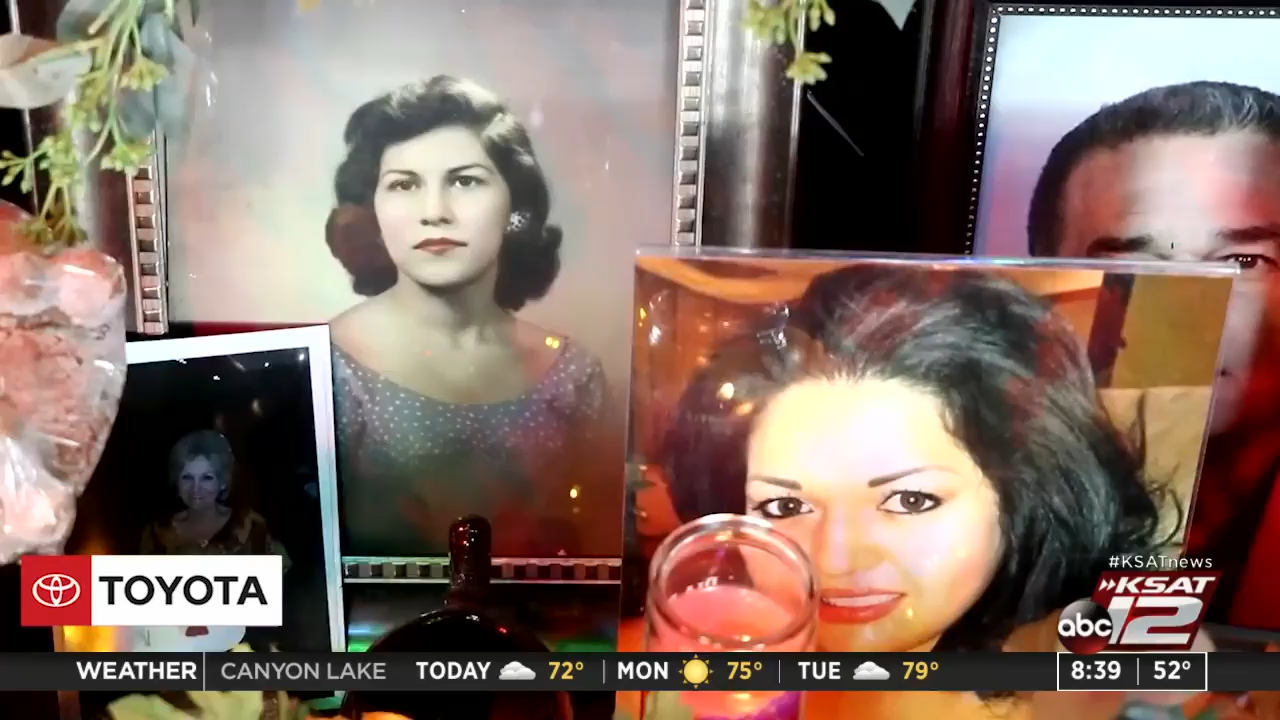 TOYOTA
#KSATnews
KSAT
abc 12
WEATHER CANYON LAKE TODAY 72° MON 75° TUE 79° 8:39 52°